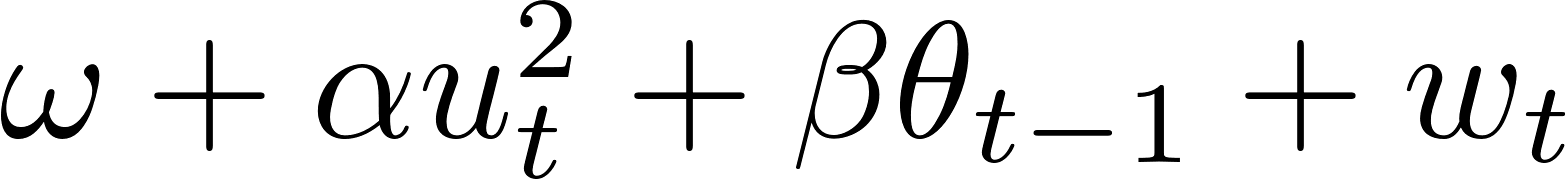 ω + αu_t^2 + βθ_{t−1} + w_t